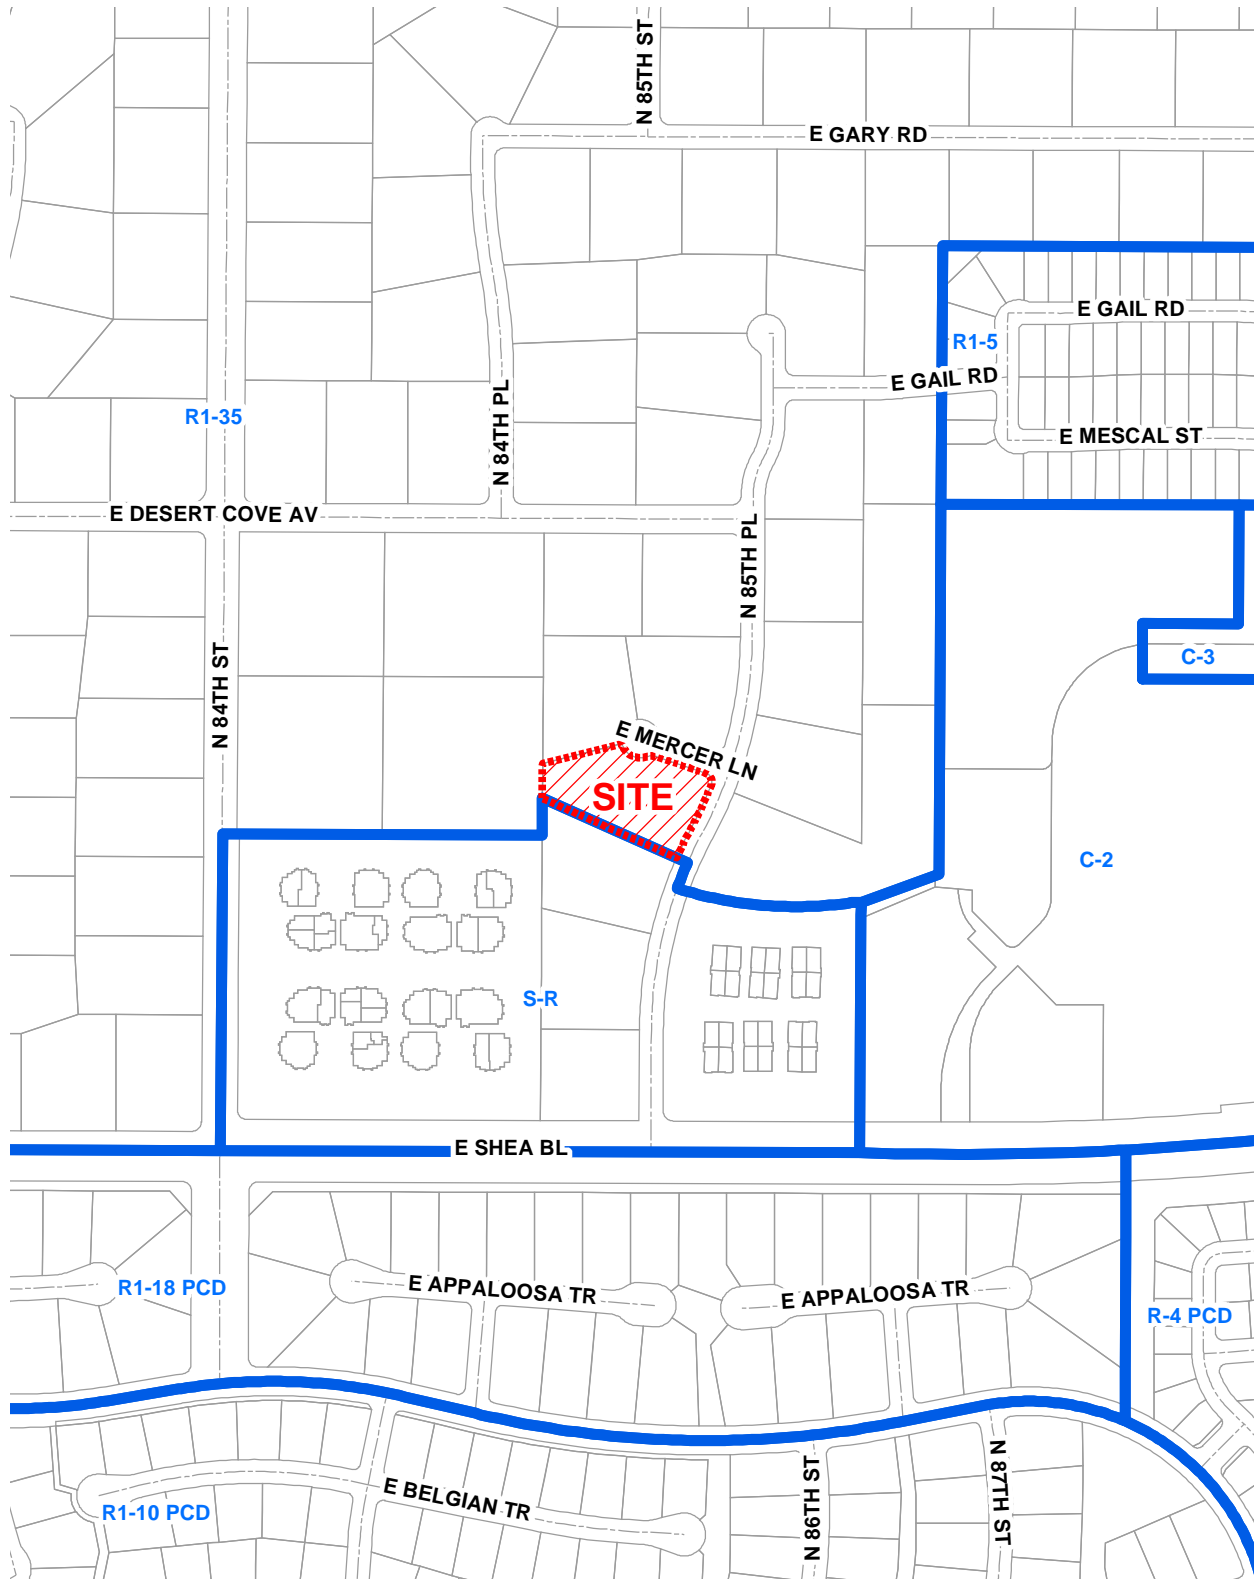 N 85TH ST
E GARY RD
E GAIL RD
R1-5
E GAIL RD
N 84TH PL
R1-35
E MESCAL ST
E DESERT COVE AV
N 85TH PL
N 84TH ST
C-3
E MERCER LN
SITE
C-2
S-R
E SHEA BL
R1-18 PCD
E APPALOOSA TR
E APPALOOSA TR
R-4 PCD
E BELGIAN TR
R1-10 PCD
N 86TH ST
N 87TH ST